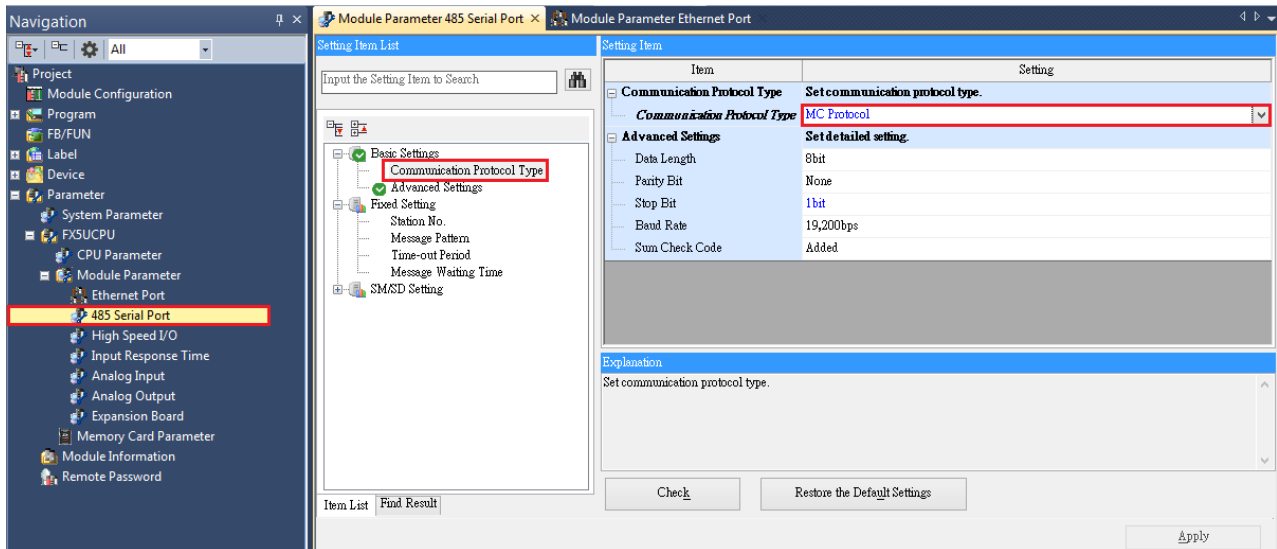 Navigation
All
Project
Module Configuration
Program
FB/FUN
Label
Device
Parameter
System Parameter
FX5UCPU
CPU Parameter
Module Parameter
Ethernet Port
485 Serial Port
High Speed I/O
Input Response Time
Analog Input
Analog Output
Expansion Board
Memory Card Parameter
Module Information
Remote Password
Module Parameter 485 Serial Port
Module Parameter Ethernet Port
Setting Item List
Input the Setting Item to Search
Basic Settings
Communication Protocol Type
Advanced Settings
Fixed Setting
Station No.
Message Pattern
Time-out Period
Message Waiting Time
SM/SD Setting
Item List Find Result
Setting Item
Item Setting
Communication Protocol Type Set communication protocol type.
Communication Protocol Type MC Protocol
Advanced Settings Set detailed setting.
Data Length 8bit
Parity Bit None
Stop Bit 1bit
Baud Rate 19,200bps
Sum Check Code Added
Explanation
Set communication protocol type.
Check Restore the Default Settings
Apply